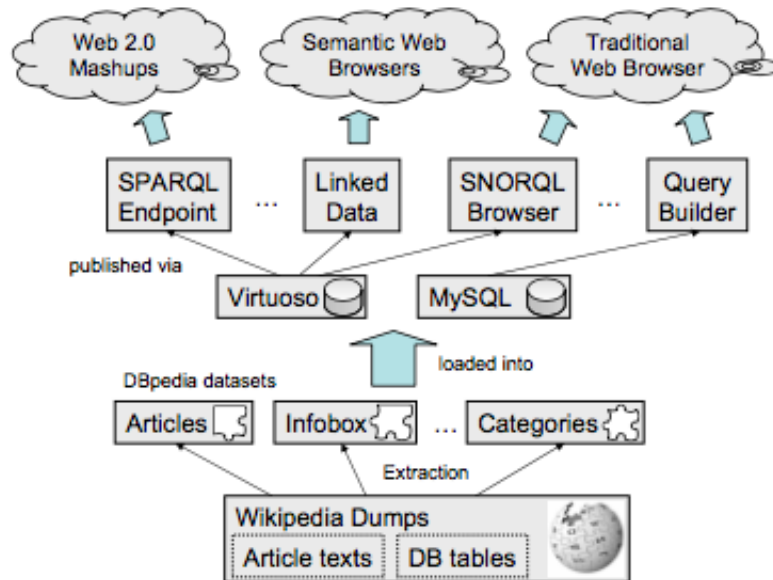 Web 2.0
Mashups
Semantic Web
Browsers
Traditional
Web Browser
SPARQL
Endpoint
...
Linked
Data
SNORQL
Browser
...
Query
Builder
published via
Virtuoso
MySQL
loaded into
DBpedia datasets
Articles
Infobox
...
Categories
Extraction
Wikipedia Dumps
Article texts
DB tables